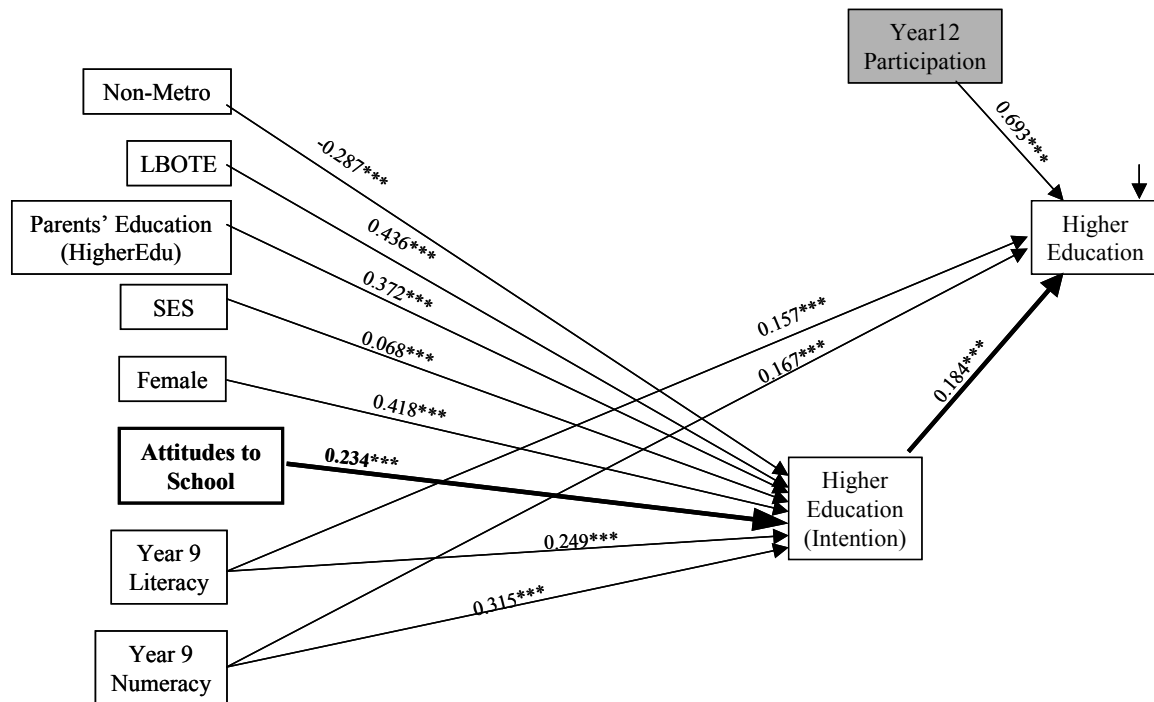 Year12
Participation
Non-Metro
-0.287***
0.693***
LBOTE
Parents’ Education
(HigherEdu)
0.436***
0.372***
Higher
Education
SES
0.068***
0.157***
0.167***
Female
0.418***
0.184***
Attitudes to
School
0.234***
Higher
Education
(Intention)
Year 9
Literacy
0.249***
0.315***
Year 9
Numeracy